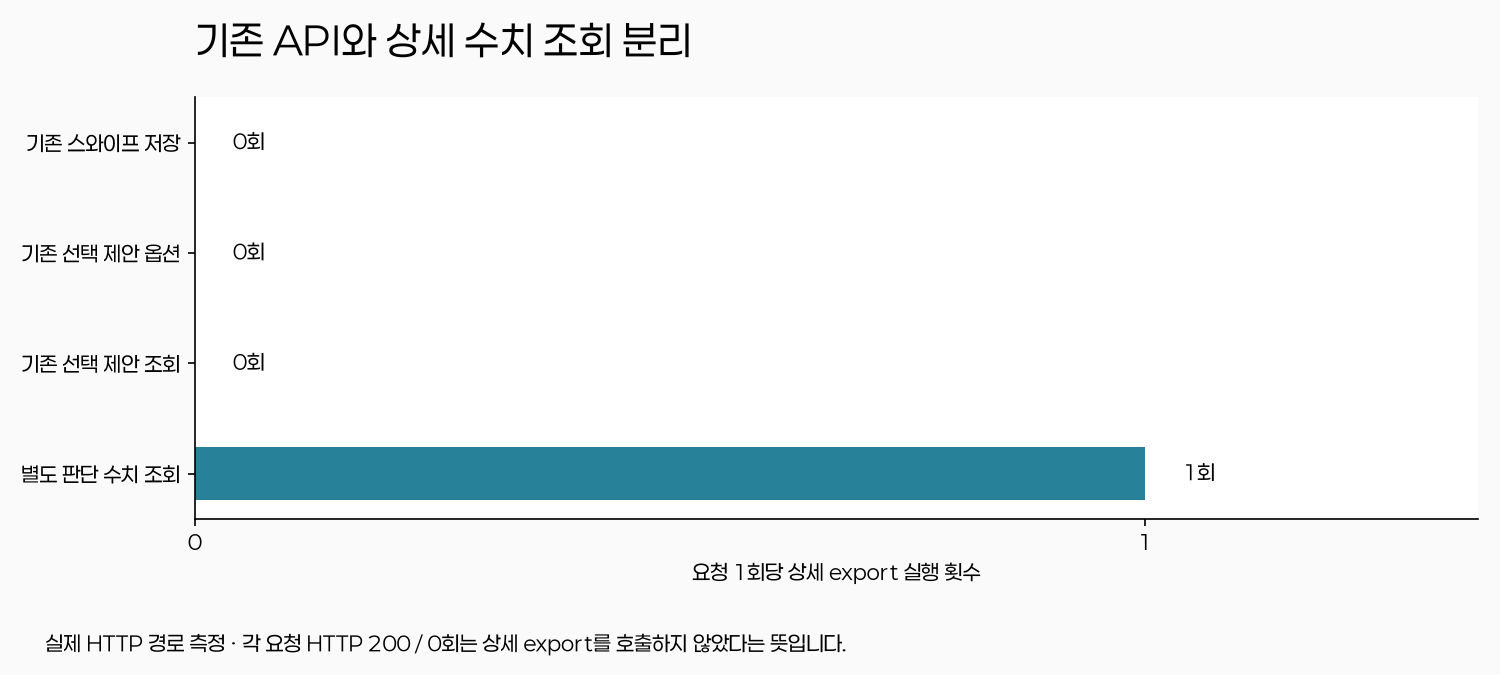 기존 API와 상세 수치 조회 분리
기존 스와이프 저장
0회
기존 선택 제안 옵션
0회
기존 선택 제안 조회
0회
별도 판단 수치 조회
1회
0
1
요청 1회당 상세 export 실행 횟수
실제 HTTP 경로 측정 · 각 요청 HTTP 200 / 0회는 상세 export를 호출하지 않았다는 뜻입니다.